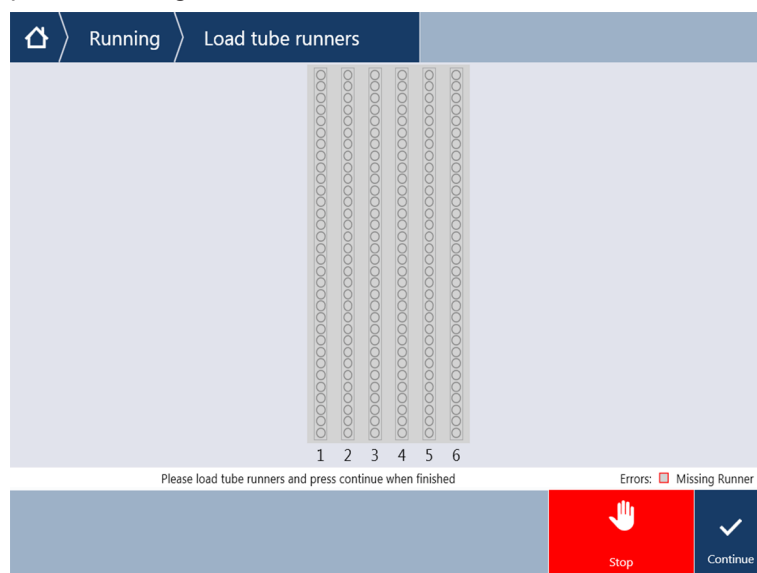 Running Load tube runners
1 2 3 4 5 6
Please load tube runners and press continue when finished Errors: Missing Runner
Stop Continue